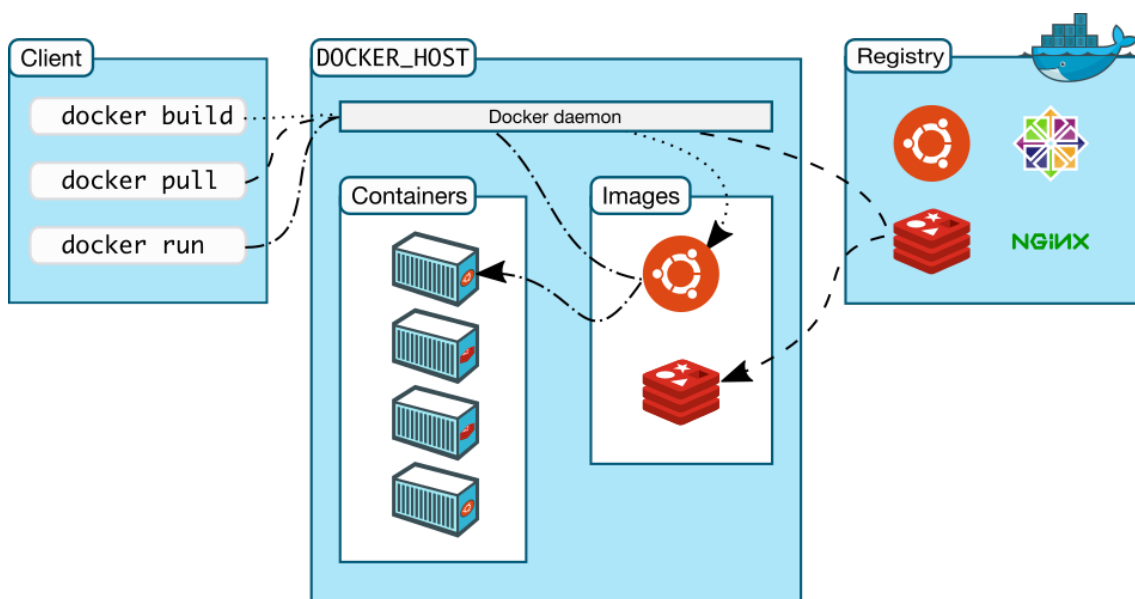 Client
docker build
docker pull
docker run
DOCKER_HOST
Docker daemon
Containers
Images
Registry
NGiNX